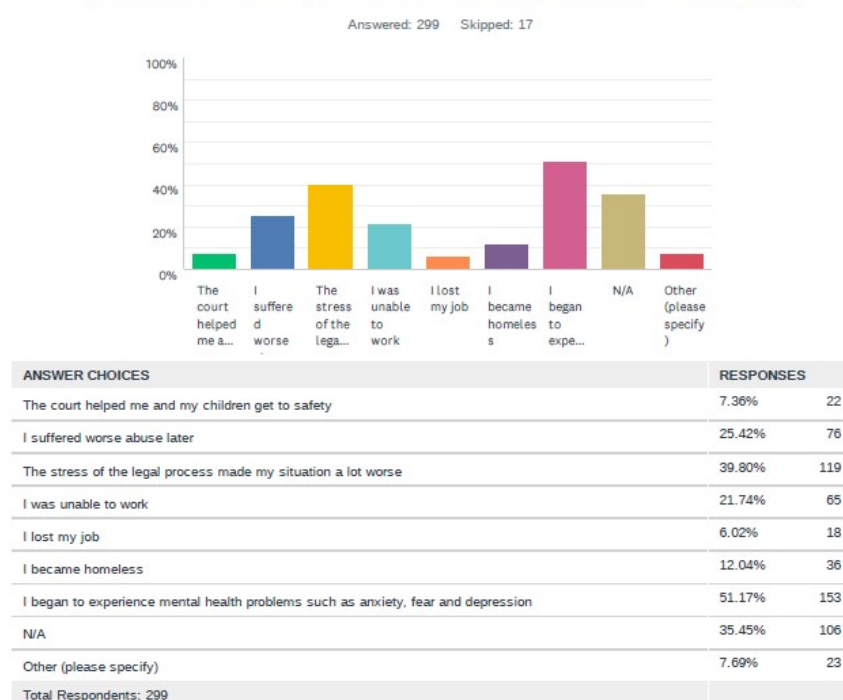 Answered: 299 Skipped: 17
100%
80%
60%
40%
20%
0%
The court helped me a...
I suffere d worse
The stress of the lega...
I was unable to work
I lost my job
I became homeles s
I began to expe...
N/A
Other (please specify )
ANSWER CHOICES RESPONSES
The court helped me and my children get to safety 7.36% 22
I suffered worse abuse later 25.42% 76
The stress of the legal process made my situation a lot worse 39.80% 119
I was unable to work 21.74% 65
I lost my job 6.02% 18
I became homeless 12.04% 36
I began to experience mental health problems such as anxiety, fear and depression 51.17% 153
N/A 35.45% 106
Other (please specify) 7.69% 23
Total Respondents: 299